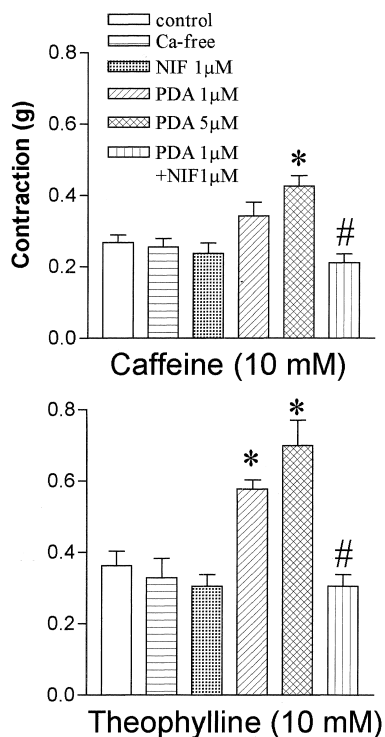 control
Ca-free
NIF 1µM
PDA 1µM
PDA 5µM
PDA 1µM
+NIF1µM
Contraction (g)
0.8
0.6
0.4
0.2
0.0
*
#
Caffeine (10 mM)
0.8
0.6
0.4
0.2
0.0
*
*
#
Theophylline (10 mM)